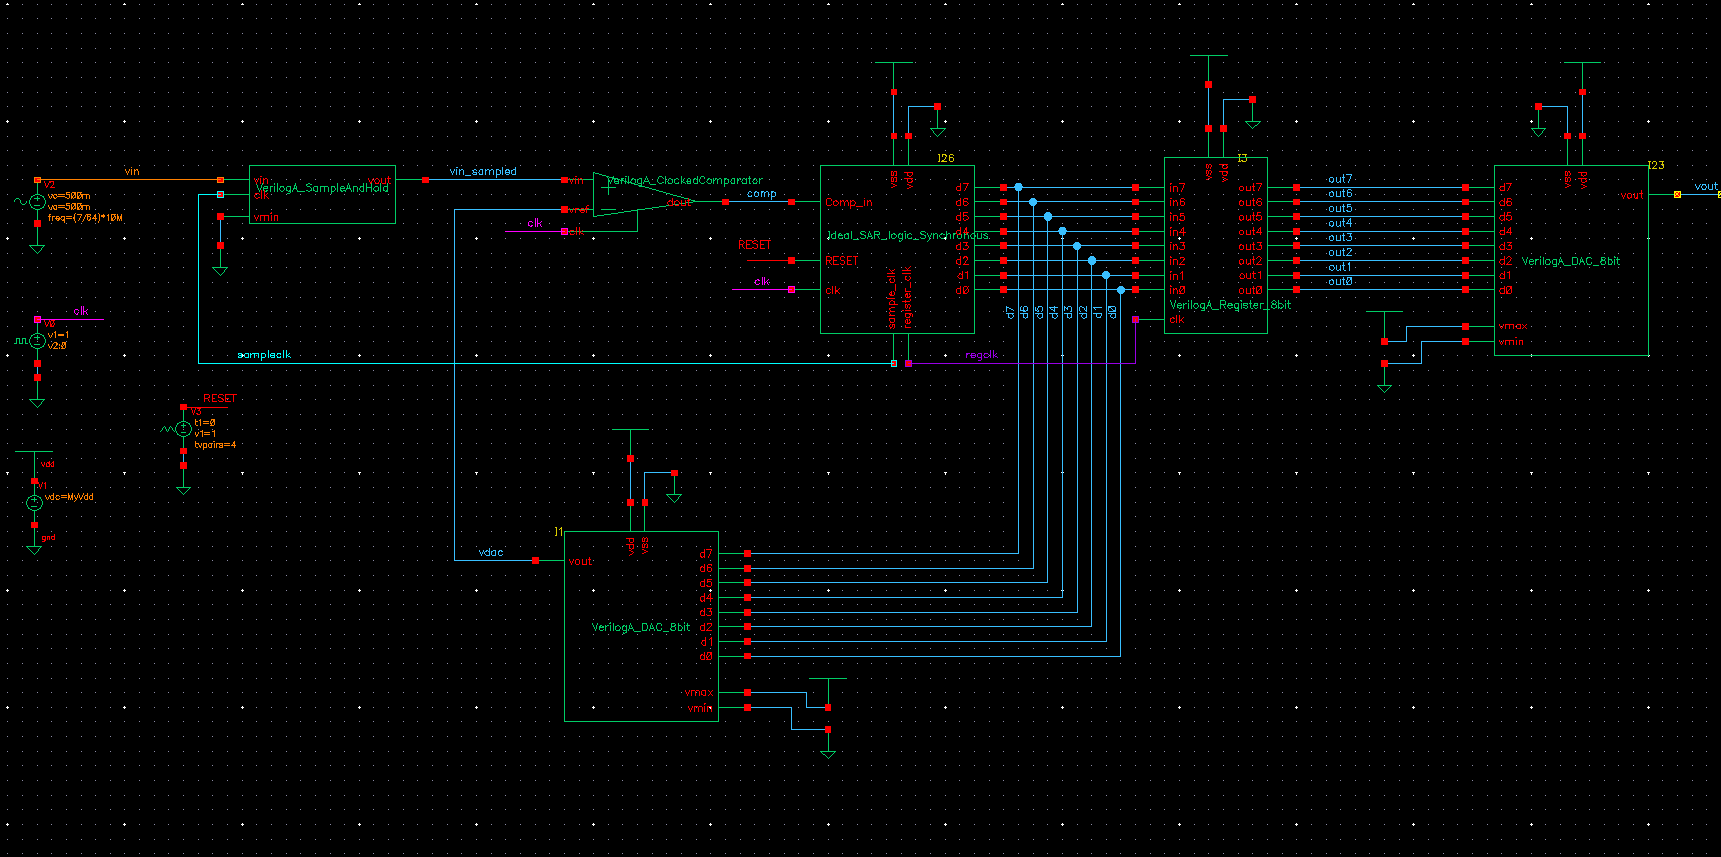 vin
V2
vo=500m
va=500m
freq=(7/64)*10M
vin
clk
vmin
vout
VerilogA_SampleAndHold
vin_sampled
vin
vref
clk
clk
VerilogA_ClockedComparator
dout
comp
I26
vss
vdd
Comp_in
Ideal_SAR_logic_Synchronous
RESET
RESET
clk
clk
sample_clk
register_clk
d7
d6
d5
d4
d3
d2
d1
d0
d7
d6
d5
d4
d3
d2
d1
d0
I3
vss
vdd
in7
in6
in5
in4
in3
in2
in1
in0
clk
out7
out6
out5
out4
out3
out2
out1
out0
VerilogA_Register_8bit
out7
out6
out5
out4
out3
out2
out1
out0
I23
vss
vdd
d7
d6
d5
d4
d3
d2
d1
d0
vmax
vmin
VerilogA_DAC_8bit
vout
vout
clk
V0
v1=1
v2:0
sampleclk
regclk
RESET
V3
t1=0
v1=1
tvpairs=4
vdd
V1
vdc=MyVdd
gnd
I1
vdd
vss
vdac
vout
VerilogA_DAC_8bit
d7
d6
d5
d4
d3
d2
d1
d0
vmax
vmin